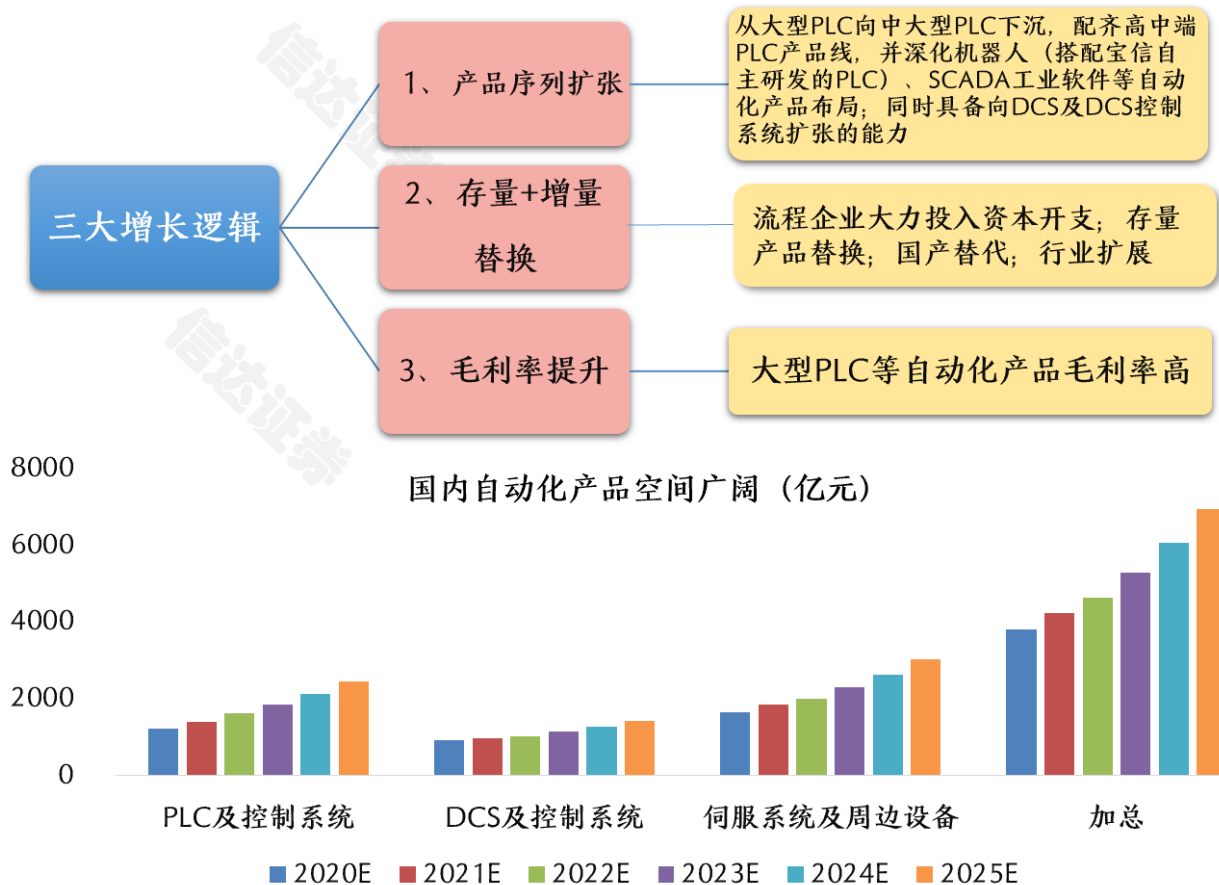 三大增长逻辑
1、产品序列扩张
从大型PLC向中大型PLC下沉，配齐高中端
PLC产品线，并深化机器人（搭配宝信自
主研发的PLC）、SCADA工业软件等自动
化产品布局；同时具备向DCS及DCS控制
系统扩张的能力
2、存量+增量
替换
流程企业大力投入资本开支；存量
产品替换；国产替代；行业扩展
3、毛利率提升
大型PLC等自动化产品毛利率高
信达证券
信达证券
国内自动化产品空间广阔（亿元）
8000
6000
4000
2000
0
PLC及控制系统
DCS及控制系统
伺服系统及周边设备
加总
2020E
2021E
2022E
2023E
2024E
2025E